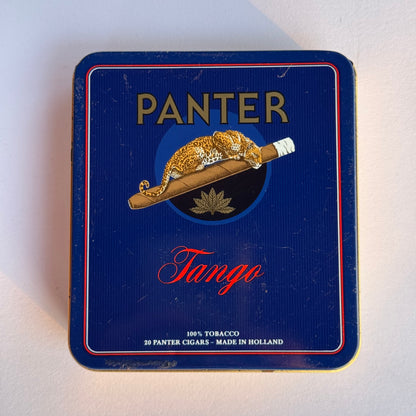 PANTER
Tango
100% TOBACCO
20 PANTER CIGARS - MADE IN HOLLAND